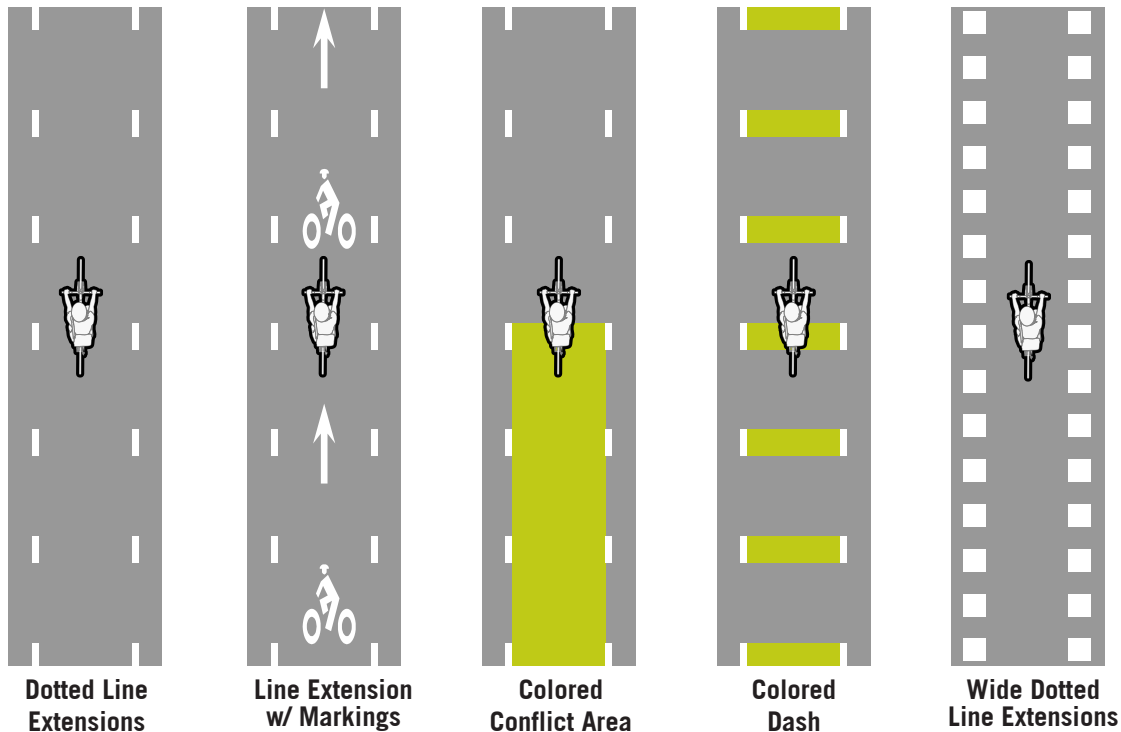 Dotted Line
Extensions
Line Extension
w/ Markings
Colored
Conflict Area
Colored
Dash
Wide Dotted
Line Extensions